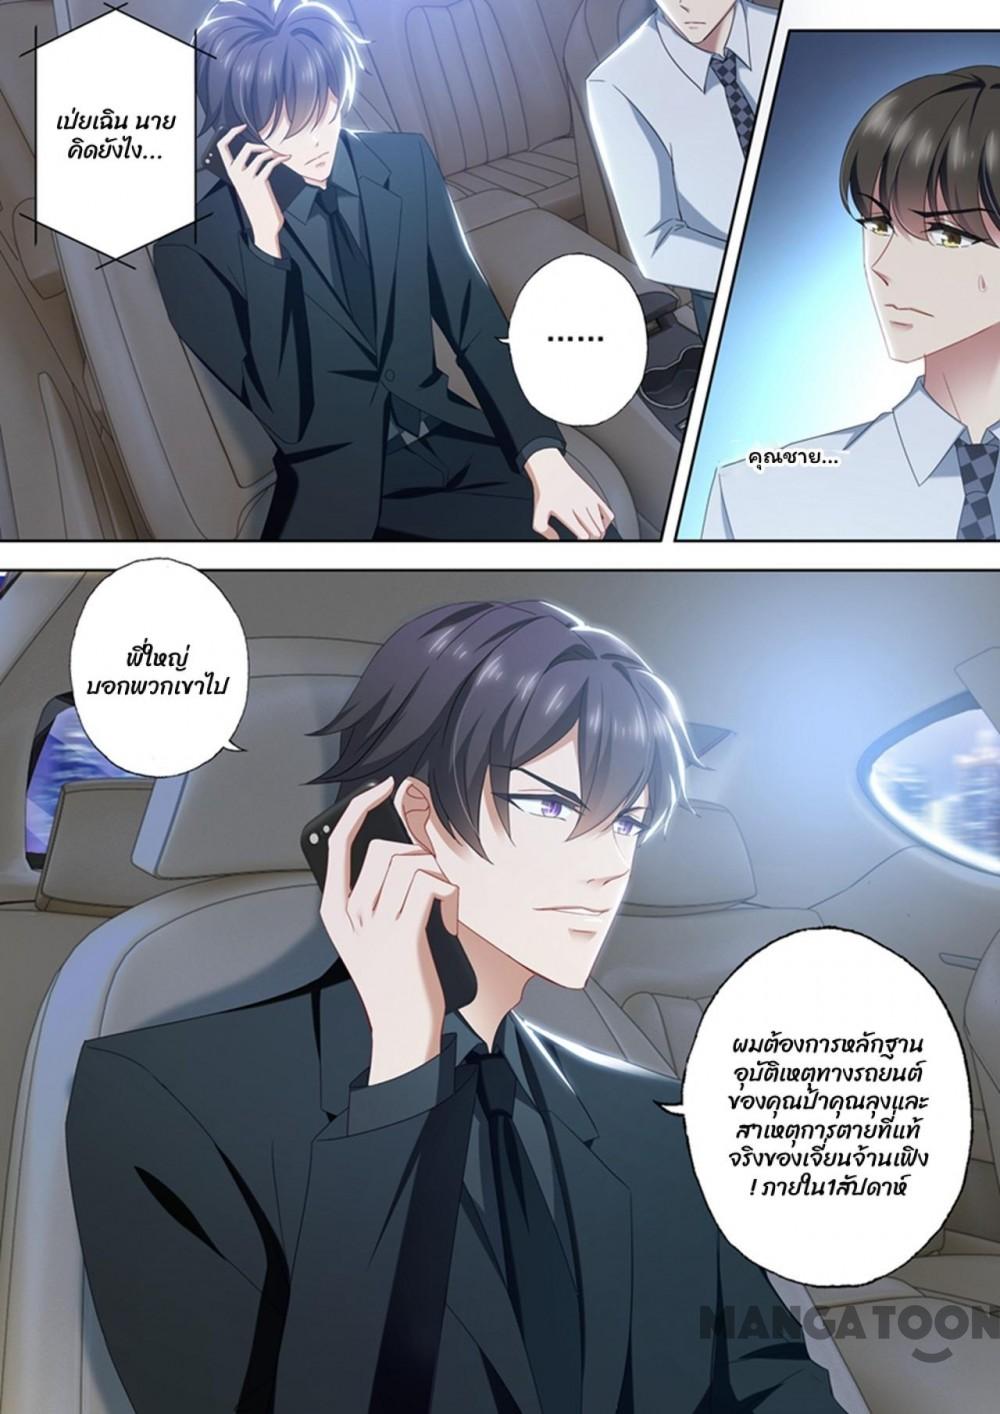 เป่ยเฉิน นาย
คิดยังไง...
......
คุณชาย...
พี่ใหญ่
บอกพวกเขาไป
ผมต้องการหลักฐาน
อุบัติเหตุทางรถยนต์
ของคุณป้าคุณลุงและ
สาเหตุการตายที่แท้
จริงของเจี่ยนจ้านเฟิง
! ภายใน1สัปดาห์
MANGATOON